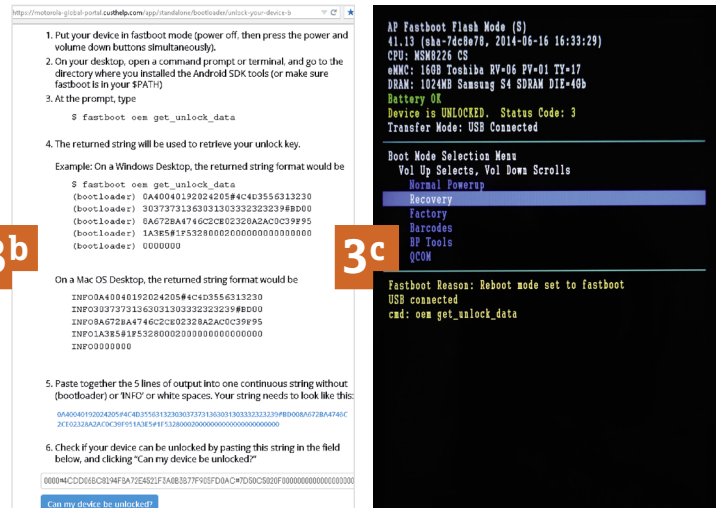 https://motorola-global-portal.custhelp.com/app/standalone/bootloader/unlock-your-device-b
1. Put your device in fastboot mode (power off, then press the power and
volume down buttons simultaneously).
2. On your desktop, open a command prompt or terminal, and go to the
directory where you installed the Android SDK tools (or make sure
fastboot is in your $PATH)
3. At the prompt, type
$ fastboot oem get_unlock_data
4. The returned string will be used to retrieve your unlock key.
Example: On a Windows Desktop, the returned string format would be
$ fastboot oem get_unlock_data
(bootloader) 0A40040192024205#4C4D3556313230
(bootloader) 30373731363031303332323239#BD00
(bootloader) 8A672BA4746C2CE02328A2AC0C39F95
(bootloader) 1A3E5#1F53280002000000000000000
(bootloader) 0000000
On a Mac OS Desktop, the returned string format would be
INFO0A40040192024205#4C4D3556313230
INFO30373731363031303332323239#BD00
INFO8A672BA4746C2CE02328A2AC0C39F95
INFO1A3E5#1F53280002000000000000000
INFO0000000
5. Paste together the 5 lines of output into one continuous string without
(bootloader) or 'INFO' or white spaces. Your string needs to look like this:
0A40040192024205#4C4D355631323030373731363031303332323239#BD008A672BA4746C
2CE02328A2AC0C39F951A3E5#1F532800020000000000000000000000
6. Check if your device can be unlocked by pasting this string in the field
below, and clicking "Can my device be unlocked?"
Can my device be unlocked?
3b
3c
AP Fastboot Flash Mode (S)
41.13 (sha-7dc8e78, 2014-06-16 16:33:29)
CPU: MSM8226 CS
eMMC: 16GB Toshiba RV=06 PV=01 TY=17
DRAM: 1024MB Samsung S4 SDRAM DIE=4Gb
Battery OK
Device is UNLOCKED. Status Code: 3
Transfer Mode: USB Connected
Boot Mode Selection Menu
Vol Up Selects, Vol Down Scrolls
Normal Powerup
Recovery
Factory
Barcodes
BP Tools
QCOM
Fastboot Reason: Reboot mode set to fastboot
USB connected
cmd: oem get_unlock_data